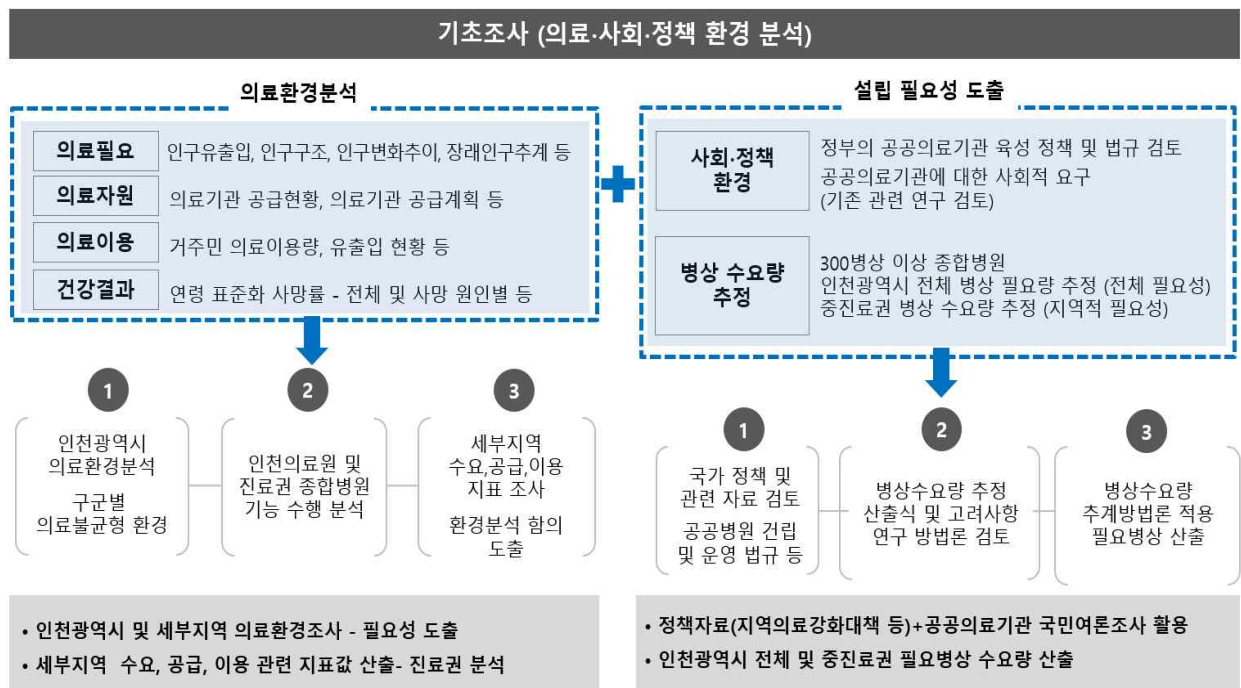 기초조사 (의료·사회·정책 환경 분석)
의료환경분석
의료필요 인구유출입, 인구구조, 인구변화추이, 장래인구추계 등
의료자원 의료기관 공급현황, 의료기관 공급계획 등
의료이용 거주민 의료이용량, 유출입 현황 등
건강결과 연령 표준화 사망률 - 전체 및 사망 원인별 등
1
인천광역시
의료환경분석
구군별
의료불균형 환경
2
인천의료원 및
진료권 종합병원
기능 수행 분석
3
세부지역
수요,공급,이용
지표 조사
환경분석 함의
도출
• 인천광역시 및 세부지역 의료환경조사 - 필요성 도출
• 세부지역 수요, 공급, 이용 관련 지표값 산출- 진료권 분석
설립 필요성 도출
사회·정책
환경
정부의 공공의료기관 육성 정책 및 법규 검토
공공의료기관에 대한 사회적 요구
(기존 관련 연구 검토)
병상 수요량
추정
300병상 이상 종합병원
인천광역시 전체 병상 필요량 추정 (전체 필요성)
중진료권 병상 수요량 추정 (지역적 필요성)
1
국가 정책 및
관련 자료 검토
공공병원 건립
및 운영 법규 등
2
병상수요량 추정
산출식 및 고려사항
연구 방법론 검토
3
병상수요량
추계방법론 적용
필요병상 산출
• 정책자료(지역의료강화대책 등)+공공의료기관 국민여론조사 활용
• 인천광역시 전체 및 중진료권 필요병상 수요량 산출